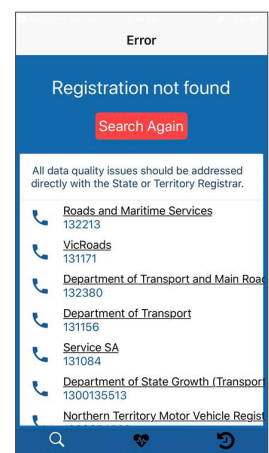 Error
Registration not found
Search Again
All data quality issues should be addressed
directly with the State or Territory Registrar.
Roads and Maritime Services
132213
VicRoads
131171
Department of Transport and Main Road
132380
Department of Transport
131156
Service SA
131084
Department of State Growth (Transport
1300135513
Northern Territory Motor Vehicle Regist